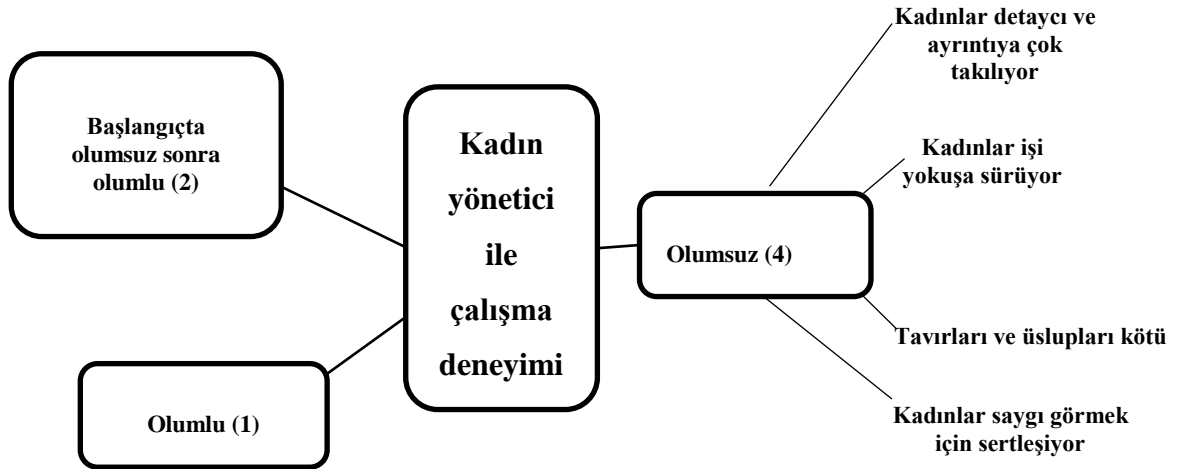 Başlangıçta
olumsuz sonra
olumlu (2)
Olumlu (1)
Kadın
yönetici
ile
çalışma
deneyimi
Olumsuz (4)
Kadınlar detaycı ve
ayrıntıya çok
takılıyor
Kadınlar işi
yokuşa sürüyor
Tavırları ve üslupları kötü
Kadınlar saygı görmek
için sertleşiyor